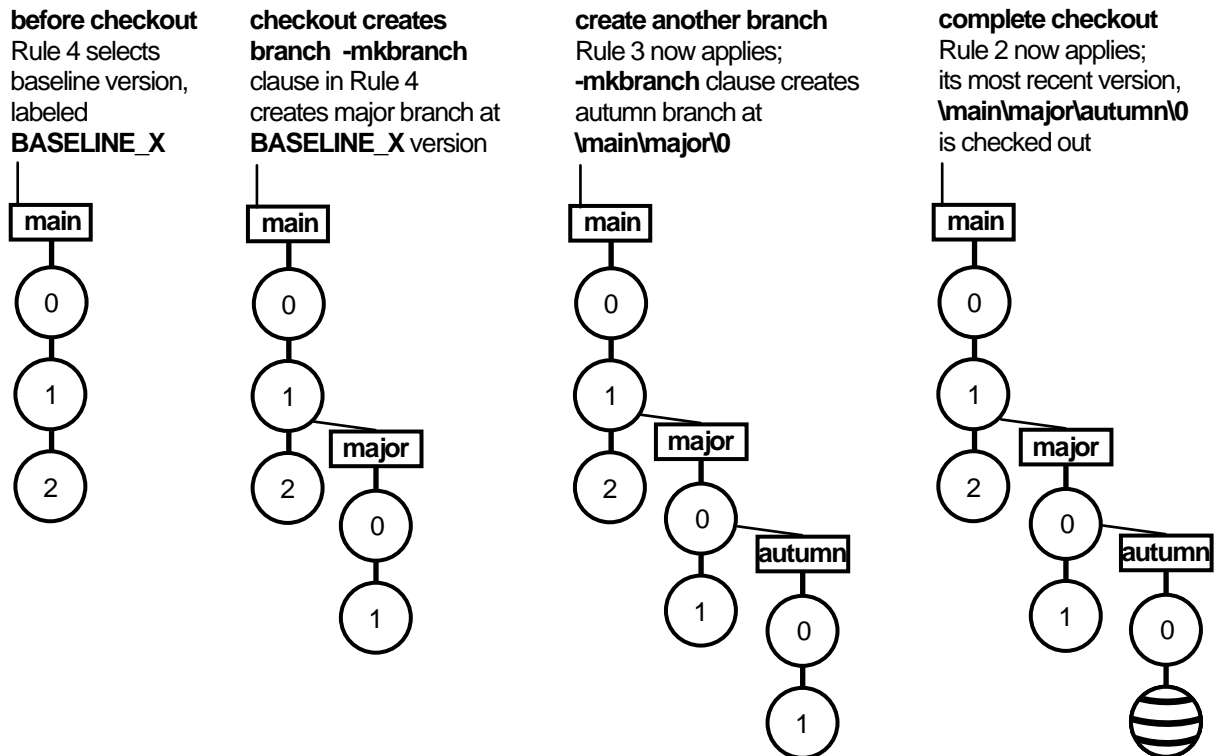 before checkout
Rule 4 selects
baseline version,
labeled
BASELINE_X
main
0
1
2
checkout creates
branch -mkbranch
clause in Rule 4
creates major branch at
BASELINE_X version
main
0
1
major
2
0
1
create another branch
Rule 3 now applies;
-mkbranch clause creates
autumn branch at
\main\major\0
main
0
1
major
2
0
autumn
1
0
1
complete checkout
Rule 2 now applies;
its most recent version,
\main\major\autumn\0
is checked out
main
0
1
major
2
0
autumn
1
0